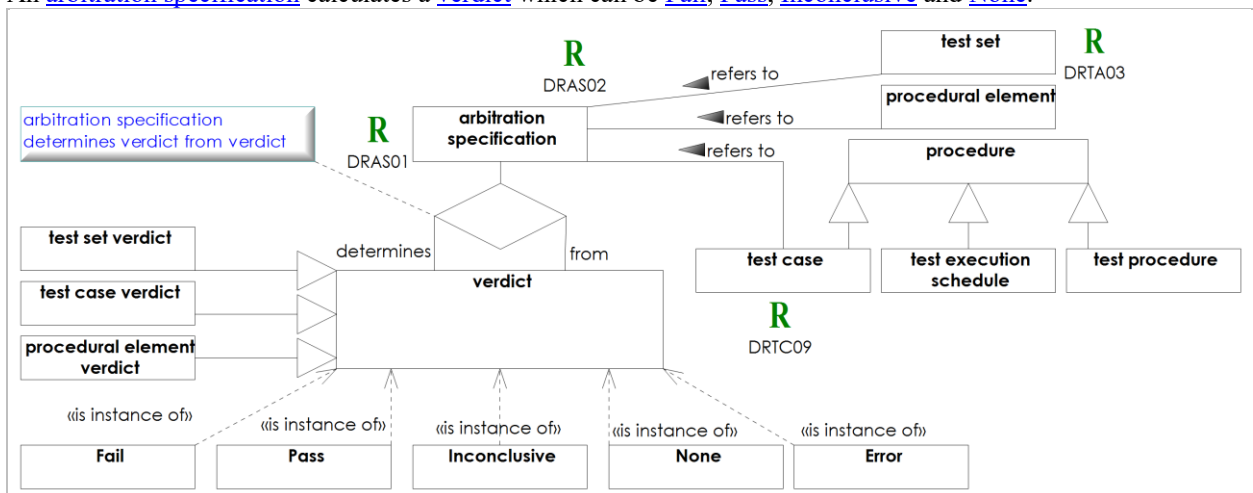 An arbitration specification calculates a verdict which can be Fail, Pass, Inconclusive and None.
test set
R
DRTA03
R
DRAS02
refers to
procedural element
arbitration specification
determines verdict from verdict
R
DRAS01
arbitration
specification
refers to
refers to
procedure
test set verdict
determines
from
test case
test execution
schedule
test procedure
verdict
test case verdict
R
DRTC09
procedural element
verdict
«is instance of»
«is instance of»
«is instance of»
«is instance of»
«is instance of»
Fail
Pass
Inconclusive
None
Error